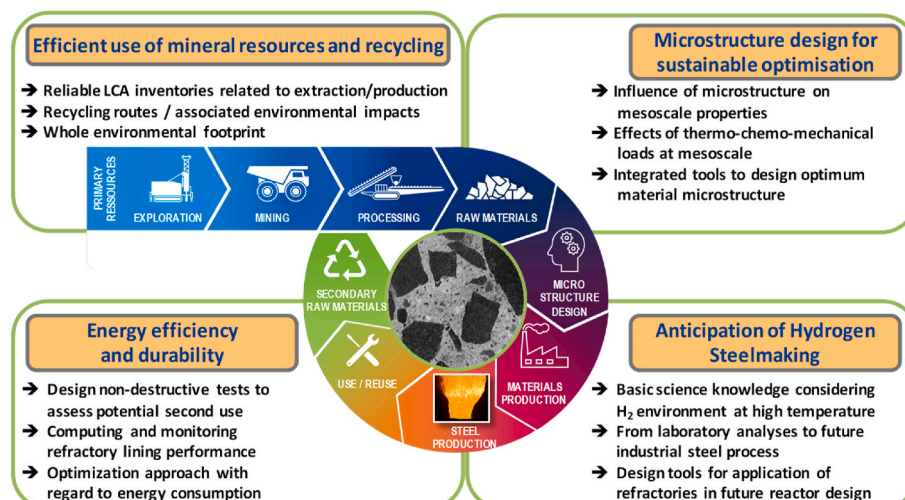 Efficient use of mineral resources and recycling
➔ Reliable LCA inventories related to extraction/production
➔ Recycling routes / associated environmental impacts
➔ Whole environmental footprint
Microstructure design for
sustainable optimisation
➔ Influence of microstructure on
mesoscale properties
➔ Effects of thermo-chemo-mechanical
loads at mesoscale
➔ Integrated tools to design optimum
material microstructure
PRIMARY
RESSOURCES
EXPLORATION
MINING
PROCESSING
RAW MATERIALS
MICRO
STRUCTURE
DESIGN
MATERIALS
PRODUCTION
STEEL
PRODUCTION
USE / REUSE
SECONDARY
RAW MATERIALS
Energy efficiency
and durability
➔ Design non-destructive tests to
assess potential second use
➔ Computing and monitoring
refractory lining performance
➔ Optimization approach with
regard to energy consumption
Anticipation of Hydrogen
Steelmaking
➔ Basic science knowledge considering
H₂ environment at high temperature
➔ From laboratory analyses to future
industrial steel process
➔ Design tools for application of
refractories in future reactor design